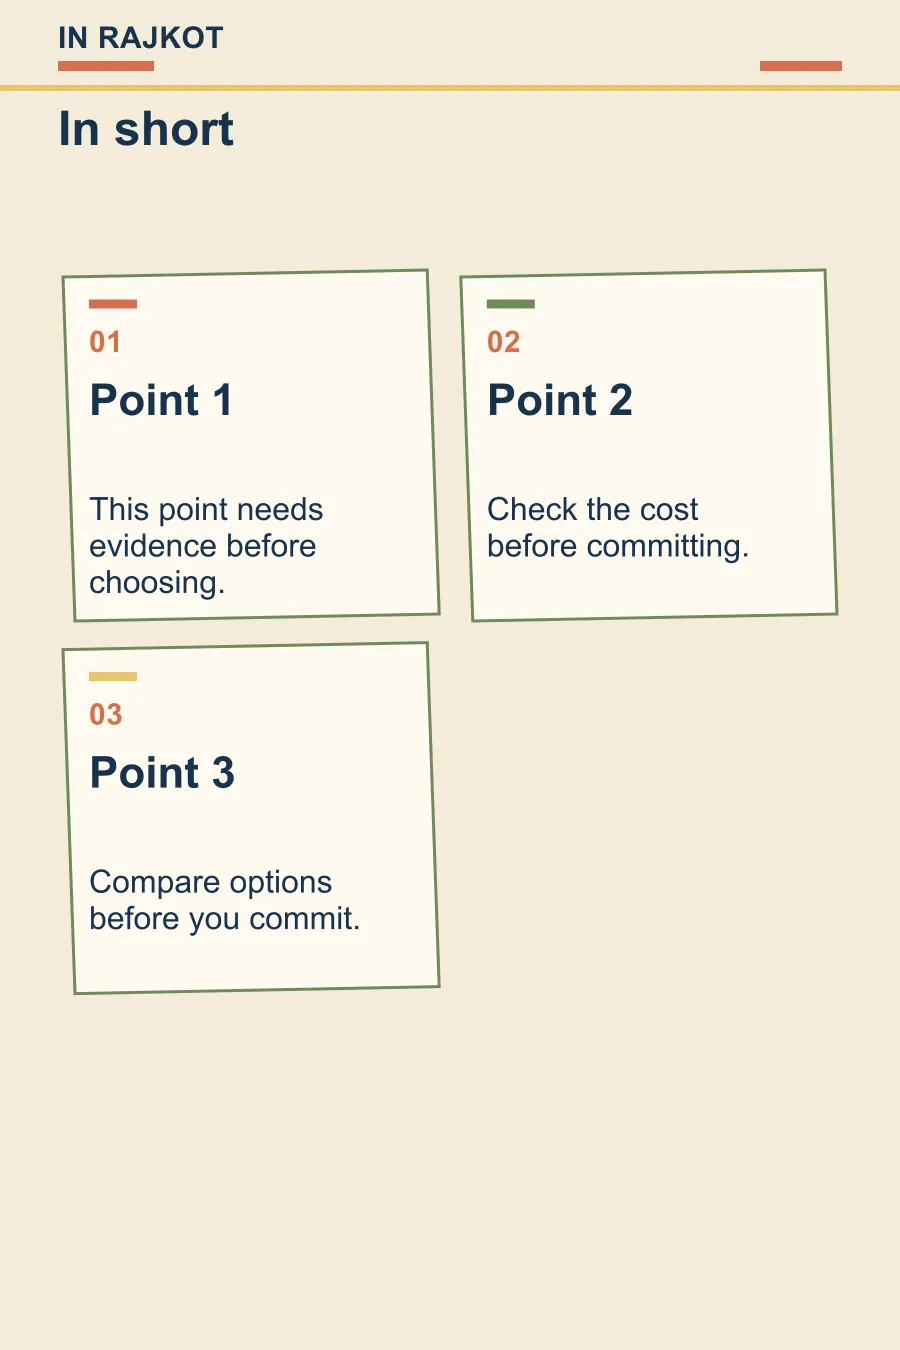 IN RAJKOT
In short
01
Point 1
This point needs
evidence before
choosing.
02
Point 2
Check the cost
before committing.
03
Point 3
Compare options
before you commit.